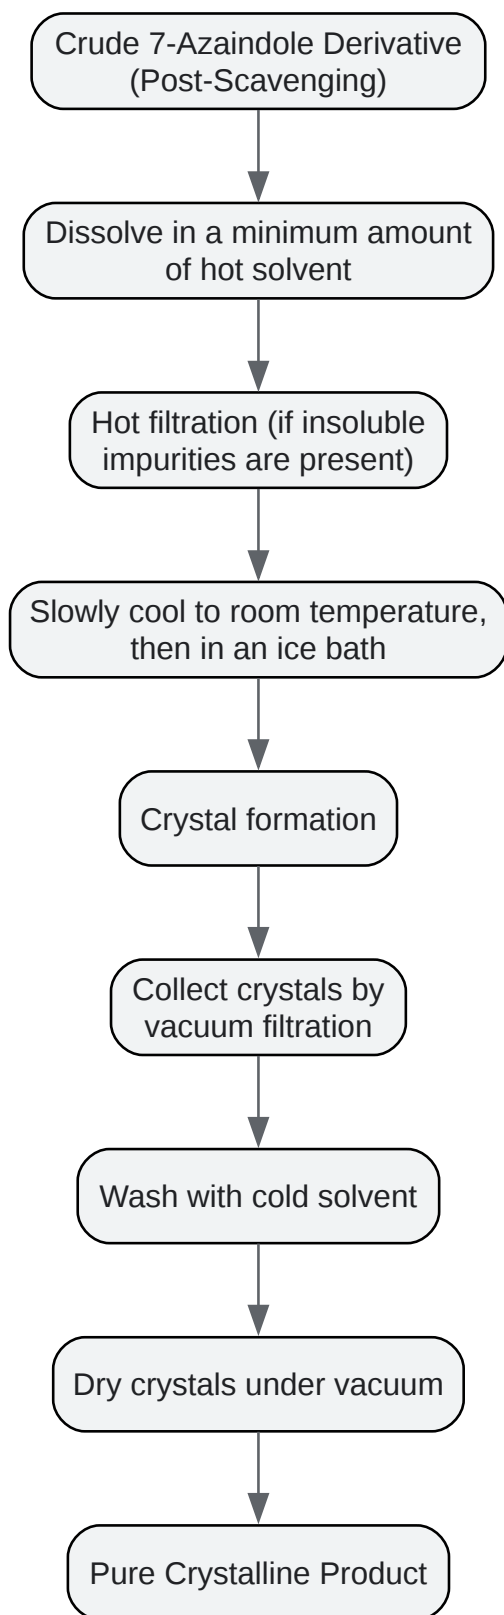 Crude 7-Azaindole Derivative
(Post-Scavenging)
Dissolve in a minimum amount
of hot solvent
Hot filtration (if insoluble
impurities are present)
Slowly cool to room temperature,
then in an ice bath
Crystal formation
Collect crystals by
vacuum filtration
Wash with cold solvent
Dry crystals under vacuum
Pure Crystalline Product